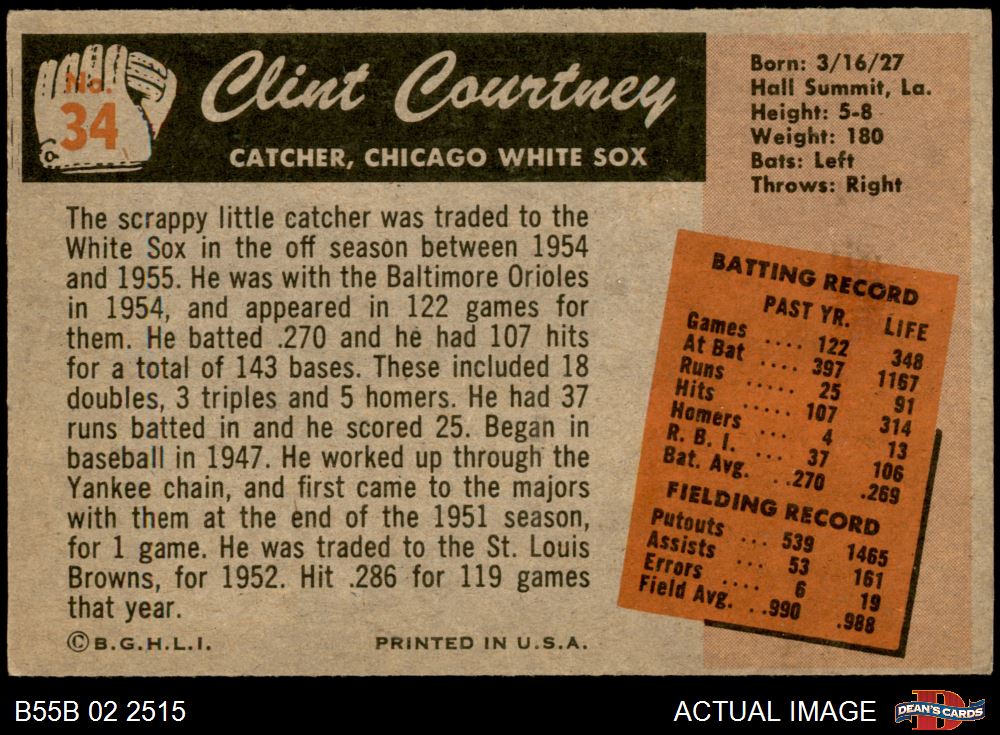 No.
34
Clint Courtney
CATCHER, CHICAGO WHITE SOX
Born: 3/16/27
Hall Summit, La.
Height: 5-8
Weight: 180
Bats: Left
Throws: Right
The scrappy little catcher was traded to the
White Sox in the off season between 1954
and 1955. He was with the Baltimore Orioles
in 1954, and appeared in 122 games for
them. He batted .270 and he had 107 hits
for a total of 143 bases. These included 18
doubles, 3 triples and 5 homers. He had 37
runs batted in and he scored 25. Began in
baseball in 1947. He worked up through the
Yankee chain, and first came to the majors
with them at the end of the 1951 season,
for 1 game. He was traded to the St. Louis
Browns, for 1952. Hit .286 for 119 games
that year.
BATTING RECORD
PAST YR. LIFE
Games .... 122 348
At Bat .... 397 1167
Runs ..... 25 91
Hits ..... 107 314
Homers ... 4 13
R. B. I. ... 37 106
Bat. Avg. ..270 .269
FIELDING RECORD
Putouts ... 539 1465
Assists ... 53 161
Errors .... 6 19
Field Avg. ..990 .988
©B.G.H.L.I. PRINTED IN U.S.A.
B55B 02 2515 ACTUAL IMAGE DEAN'S CARDS